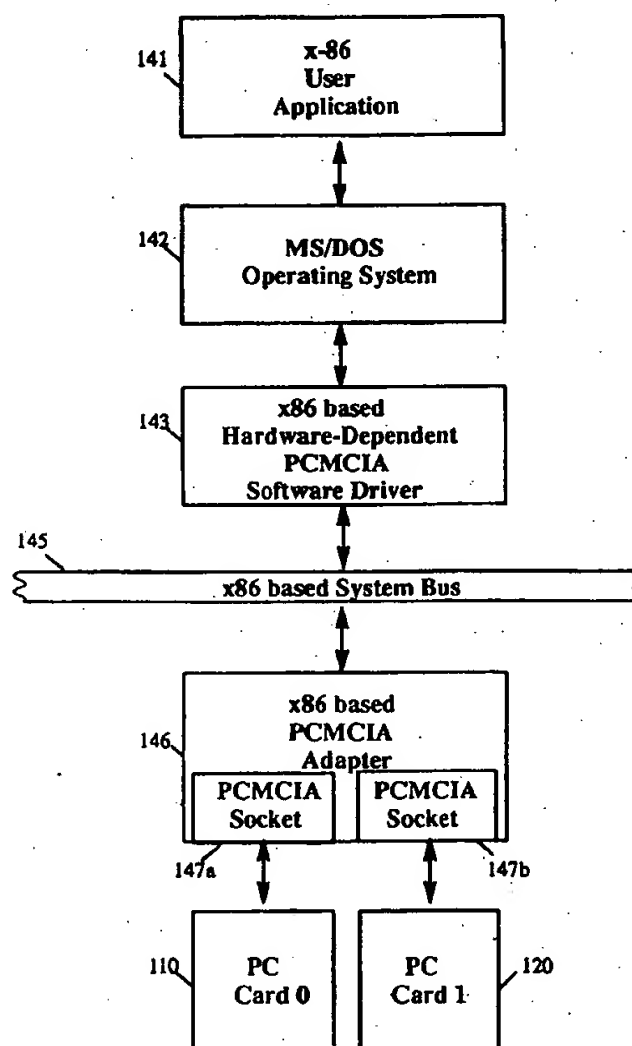 141
x-86
User
Application
142
MS/DOS
Operating System
143
x86 based
Hardware-Dependent
PCMCIA
Software Driver
145
x86 based System Bus
146
x86 based
PCMCIA
Adapter
PCMCIA
Socket
PCMCIA
Socket
147a
147b
110
PC
Card 0
PC
Card 1
120